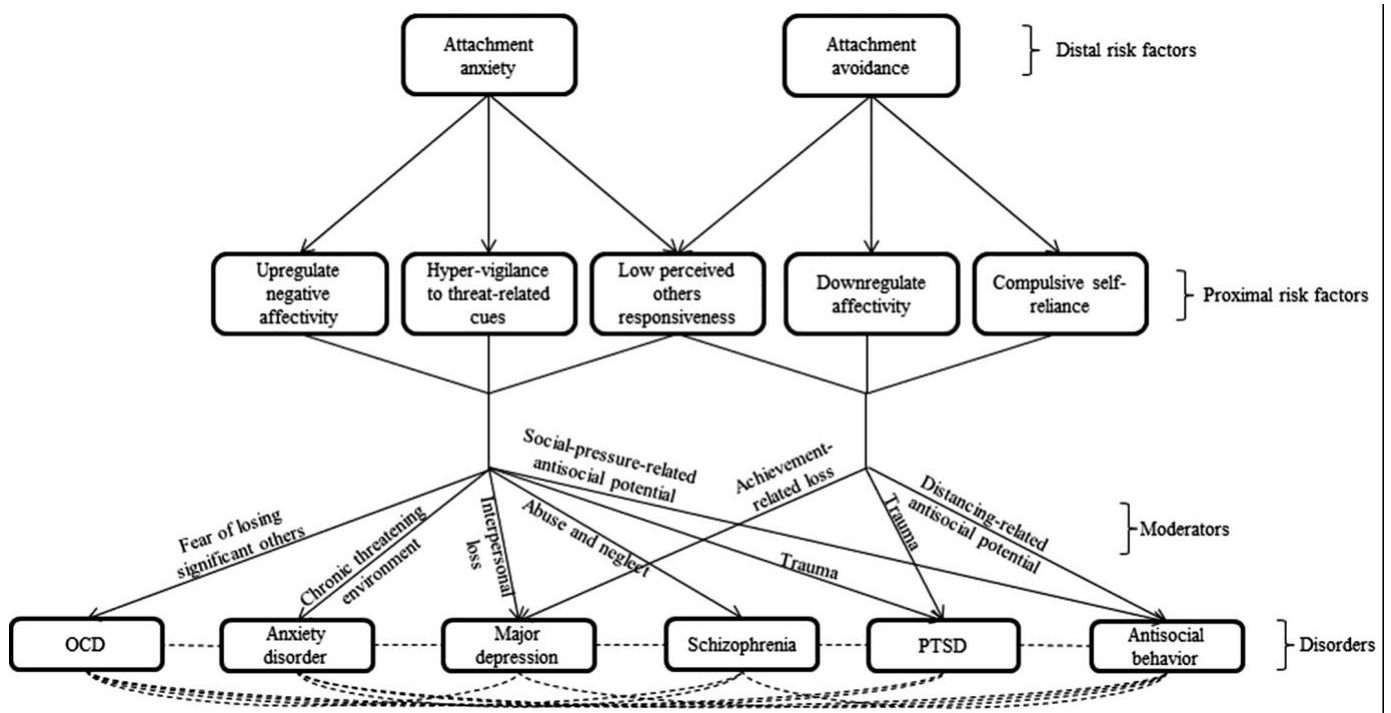 Attachment
anxiety
Attachment
avoidance
Distal risk factors
Upregulate
negative
affectivity
Hyper-vigilance
to threat-related
cues
Low perceived
others
responsiveness
Downregulate
affectivity
Compulsive self-
reliance
Proximal risk factors
Fear of losing
significant others
Chronic threatening
environment
Interpersonal
loss
Abuse and neglect
Social-pressure-related
antisocial potential
Trauma
Achievement-
related loss
Trauma
Distancing-related
antisocial potential
Moderators
OCD
Anxiety
disorder
Major
depression
Schizophrenia
PTSD
Antisocial
behavior
Disorders